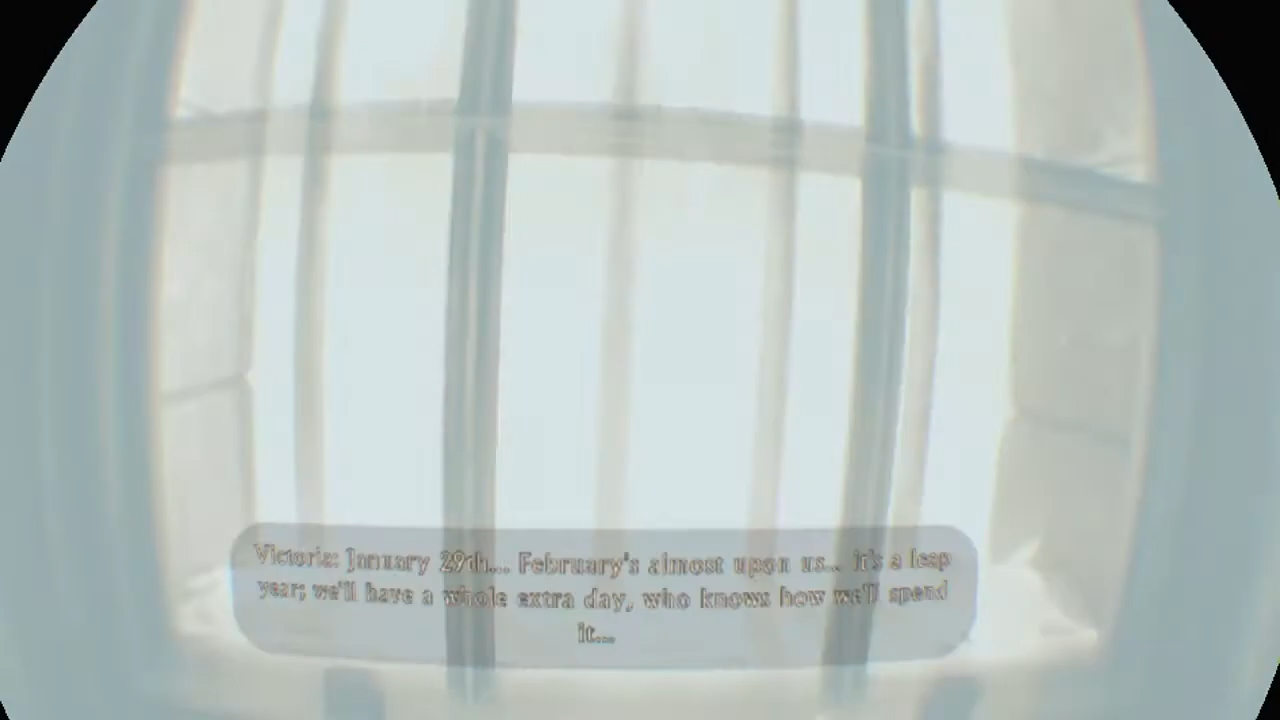 Victoria: January 29th... February's almost upon us... it's a leap
year; we'll have a whole extra day, who knows how we'll spend
it...